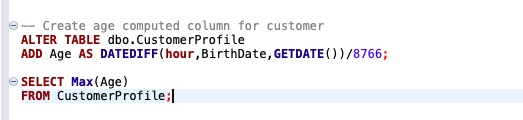 -- Create age computed column for customer
ALTER TABLE dbo.CustomerProfile
ADD Age AS DATEDIFF(hour,BirthDate,GETDATE())/8766;
SELECT Max(Age)
FROM CustomerProfile;